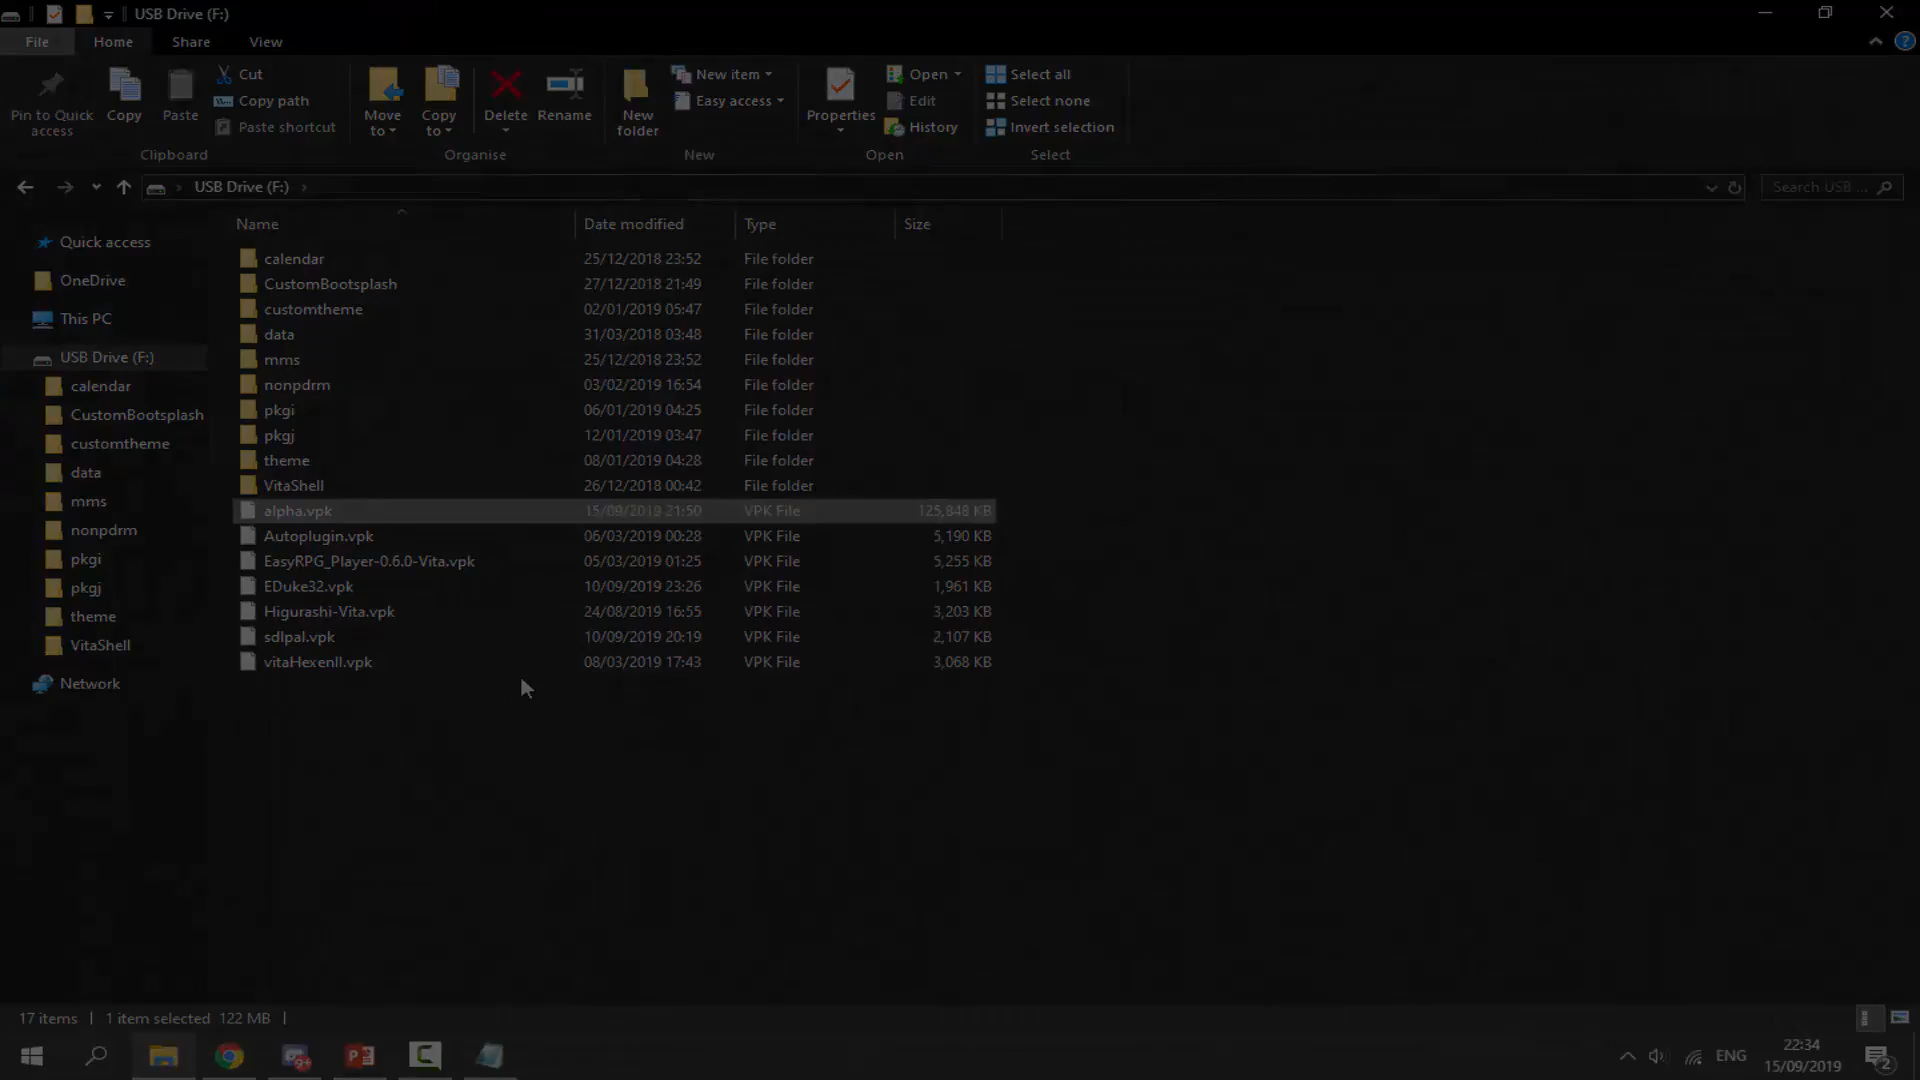 USB Drive (F:)
File Home Share View
Pin to Quick access
Copy
Paste
Cut
Copy path
Paste shortcut
Clipboard
Move to
Copy to
Delete
Rename
Organise
New folder
New item
Easy access
New
Properties
Open
Edit
History
Open
Select all
Select none
Invert selection
Select
USB Drive (F:)
Search USB ...
Quick access
OneDrive
This PC
USB Drive (F:)
calendar
CustomBootsplash
customtheme
data
mms
nonpdrm
pkgi
pkgj
theme
VitaShell
Network
Name Date modified Type Size
calendar 25/12/2018 23:52 File folder
CustomBootsplash 27/12/2018 21:49 File folder
customtheme 02/01/2019 05:47 File folder
data 31/03/2018 03:48 File folder
mms 25/12/2018 23:52 File folder
nonpdrm 03/02/2019 16:54 File folder
pkgi 06/01/2019 04:25 File folder
pkgj 12/01/2019 03:47 File folder
theme 08/01/2019 04:28 File folder
VitaShell 26/12/2018 00:42 File folder
alpha.vpk 15/09/2019 21:50 VPK File 125,848 KB
Autoplugin.vpk 06/03/2019 00:28 VPK File 5,190 KB
EasyRPG_Player-0.6.0-Vita.vpk 05/03/2019 01:25 VPK File 5,255 KB
EDuke32.vpk 10/09/2019 23:26 VPK File 1,961 KB
Higurashi-Vita.vpk 24/08/2019 16:55 VPK File 3,203 KB
sdlpal.vpk 10/09/2019 20:19 VPK File 2,107 KB
vitaHexenII.vpk 08/03/2019 17:43 VPK File 3,068 KB
17 items 1 item selected 122 MB
9+
ENG
22:34
15/09/2019
2